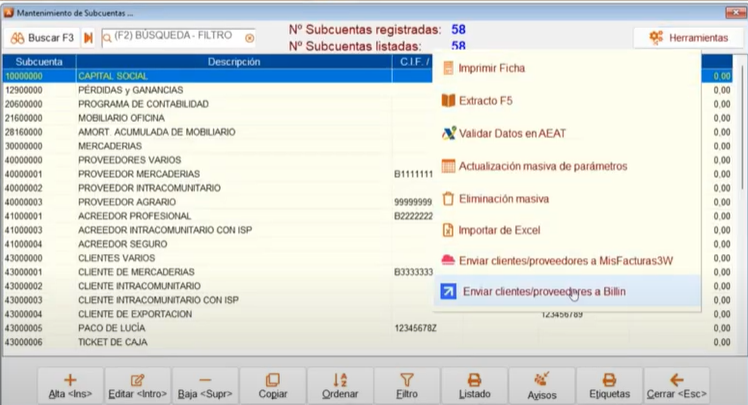 Mantenimiento de Subcuentas ...
Buscar F3
(F2) BÚSQUEDA - FILTRO
Nº Subcuentas registradas: 58
Nº Subcuentas listadas: 58
Herramientas
Subcuenta Descripción C.I.F. /
10000000 CAPITAL SOCIAL 0.00
12900000 PÉRDIDAS y GANANCIAS 0.00
20600000 PROGRAMA DE CONTABILIDAD 0.00
21600000 MOBILIARIO OFICINA 0.00
28160000 AMORT ACUMULADA DE MOBILIARIO 0.00
30000000 MERCADERIAS 0.00
40000000 PROVEEDORES VARIOS 0.00
40000001 PROVEEDOR MERCADERIAS B1111111 0.00
40000002 PROVEEDOR INTRACOMUNITARIO 0.00
40000003 PROVEEDOR AGRARIO 99999999 0.00
41000001 ACREEDOR PROFESIONAL B2222222 0.00
41000003 ACREEDOR INTRACOMUNITARIO CON ISP 0.00
41000004 ACREEDOR SEGURO 0.00
43000000 CLIENTES VARIOS 0.00
43000001 CLIENTE DE MERCADERIAS B3333333 0.00
43000002 CLIENTE INTRACOMUNITARIO 0.00
43000003 CLIENTE INTRACOMUNITARIO CON ISP 0.00
43000004 CLIENTE DE EXPORTACION 123456789 0.00
43000005 PACO DE LUCÍA 12345678Z 0.00
43000006 TICKET DE CAJA 0.00
Imprimir Ficha
Extracto F5
Validar Datos en AEAT
Actualización masiva de parámetros
Eliminación masiva
Importar de Excel
Enviar clientes/proveedores a MisFacturas3W
Enviar clientes/proveedores a Billin
Alta <Ins>
Editar <Intro>
Baja <Supr>
Copiar
Ordenar
Filtro
Listado
Avisos
Etiquetas
Cerrar <Esc>